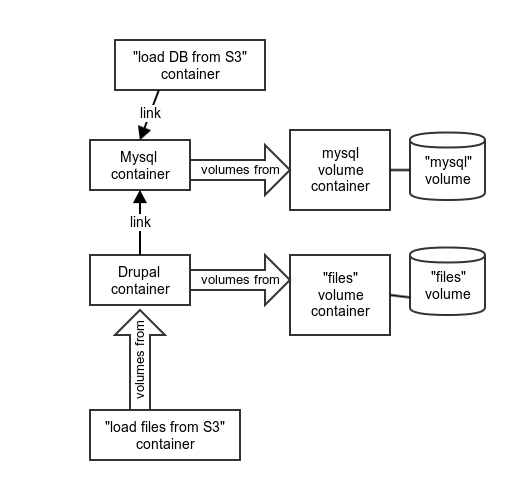 "load DB from S3"
container
link
Mysql
container
volumes from
mysql
volume
container
"mysql"
volume
link
Drupal
container
volumes from
"files"
volume
container
"files"
volume
volumes from
"load files from S3"
container